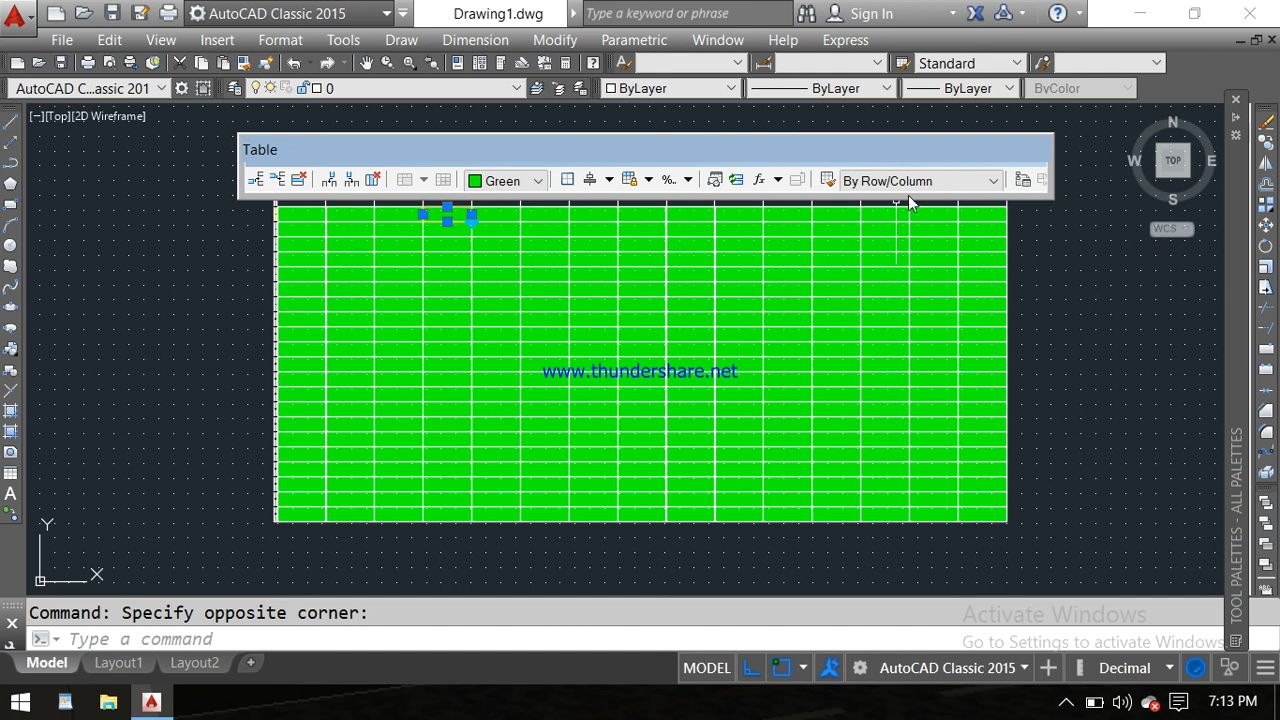 AutoCAD Classic 2015
Drawing1.dwg
Type a keyword or phrase
Sign In
File Edit View Insert Format Tools Draw Dimension Modify Parametric Window Help Express
Standard
AutoCAD C...assic 201
0
ByLayer
ByLayer
ByLayer
ByColor
[−][Top][2D Wireframe]
Table
Green
By Row/Column
N
W TOP E
S
WCS
www.thundershare.net
TOOL PALETTES - ALL PALETTES
Y
X
Command: Specify opposite corner:
Type a command
Activate Windows
Go to Settings to activate Windows.
Model Layout1 Layout2
MODEL
AutoCAD Classic 2015
Decimal
7:13 PM